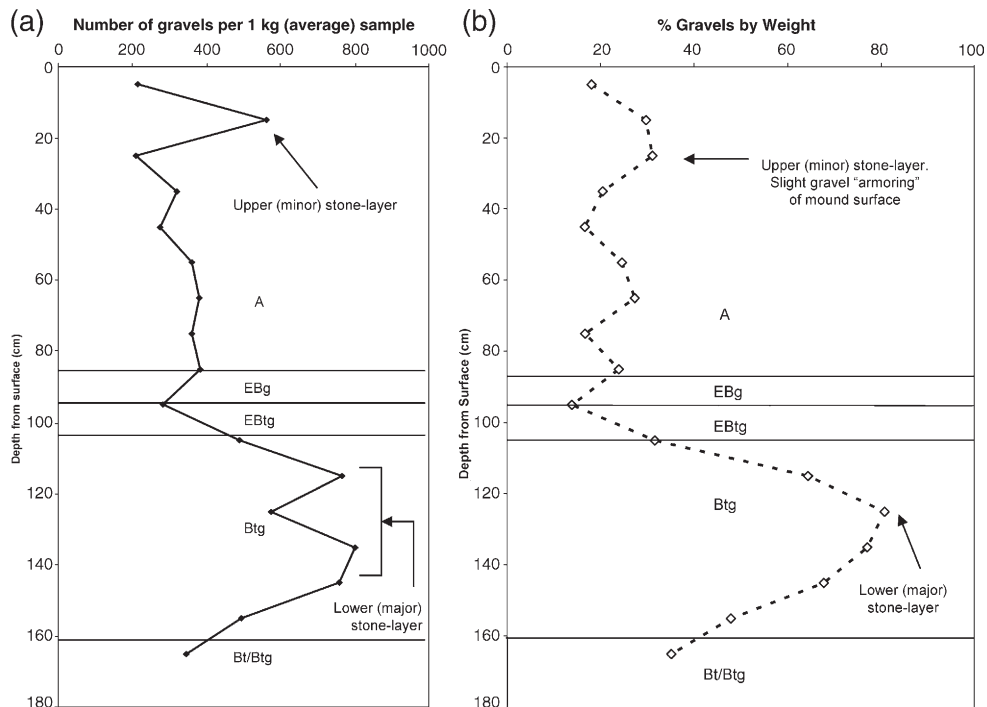 (a)
Number of gravels per 1 kg (average) sample
0 200 400 600 800 1000
0
20
40
60
80
100
120
140
160
180
Depth from surface (cm)
Upper (minor) stone-layer
A
EBg
EBtg
Btg
Lower (major)
stone-layer
Bt/Btg
(b)
% Gravels by Weight
0 20 40 60 80 100
0
20
40
60
80
100
120
140
160
180
Depth from Surface (cm)
Upper (minor) stone-layer.
Slight gravel "armoring"
of mound surface
A
EBg
EBtg
Btg
Lower (major)
stone-layer
Bt/Btg